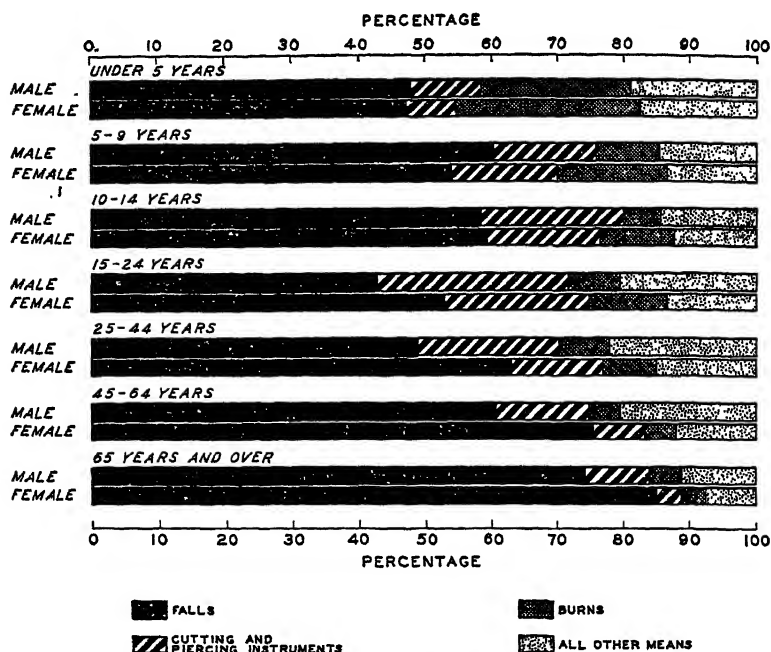 PERCENTAGE
0. 10 20 30 40 50 60 70 80 90 100
UNDER 5 YEARS
MALE
FEMALE
5-9 YEARS
MALE
FEMALE
10-14 YEARS
MALE
FEMALE
15-24 YEARS
MALE
FEMALE
25-44 YEARS
MALE
FEMALE
45-64 YEARS
MALE
FEMALE
65 YEARS AND OVER
MALE
FEMALE
0 10 20 30 40 50 60 70 80 90 100
PERCENTAGE
FALLS
BURNS
CUTTING AND
PIERCING INSTRUMENTS
ALL OTHER MEANS